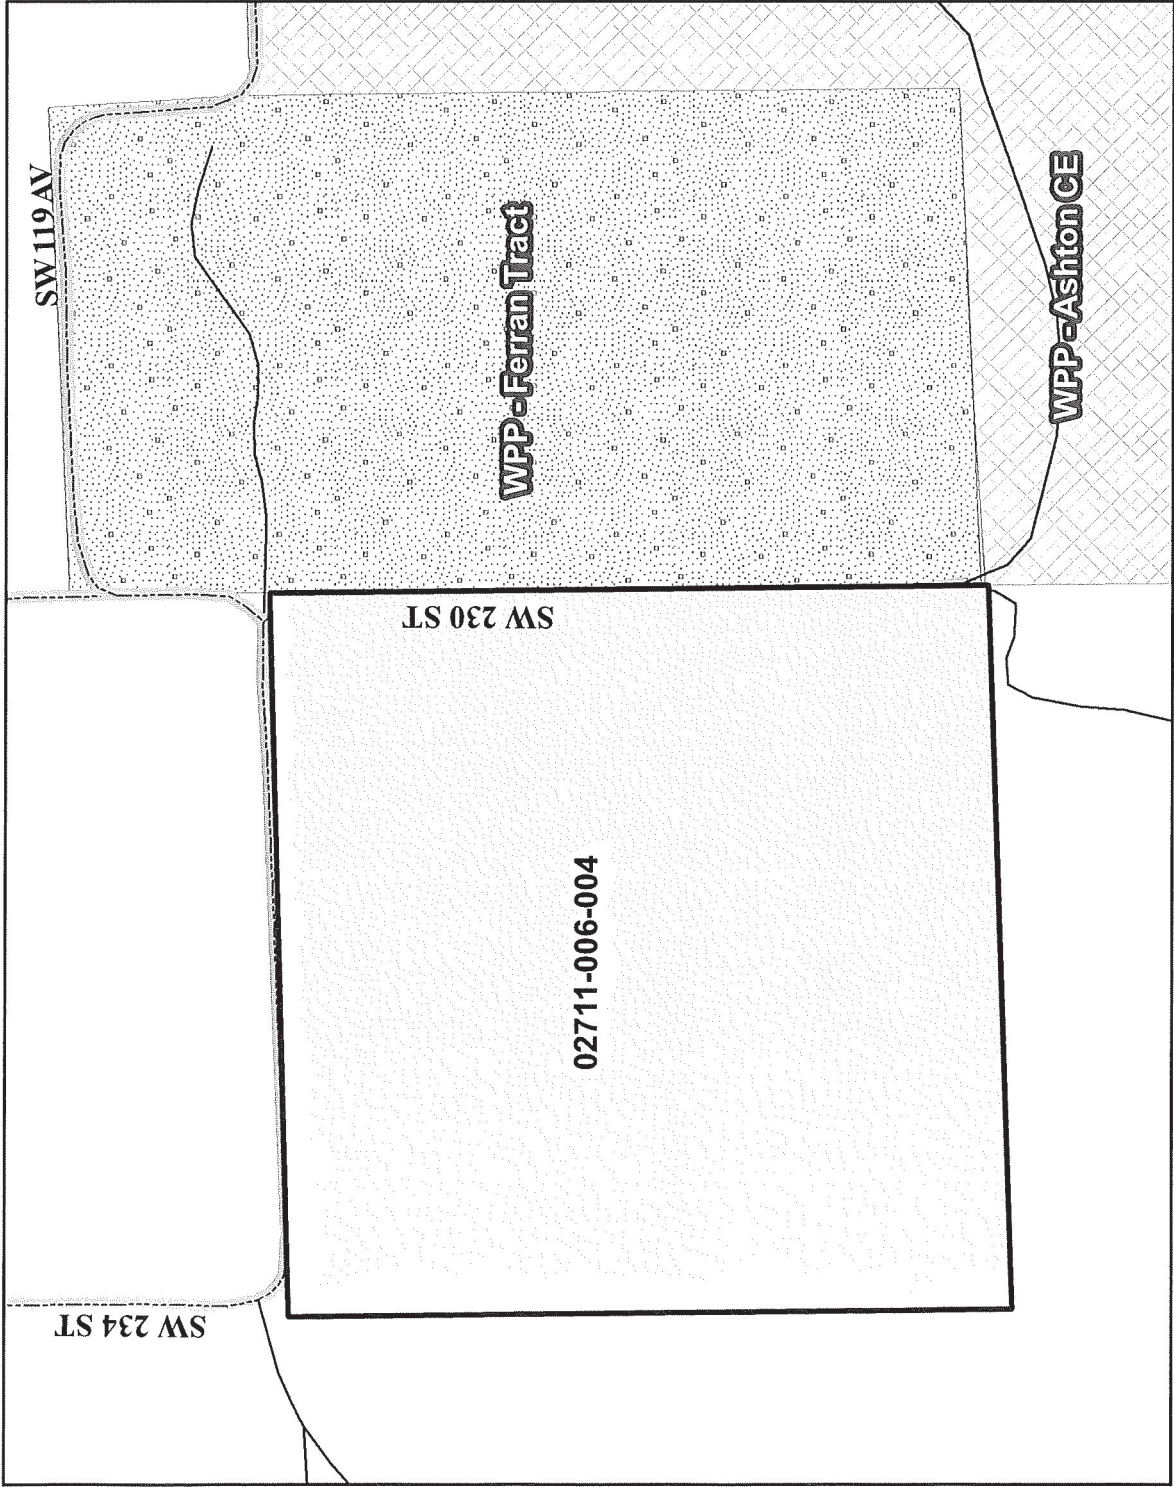 SW 119 AV
WPP - Ferran Tract
WPP - Ashton CE
SW 230 ST
02711-006-004
SW 234 ST